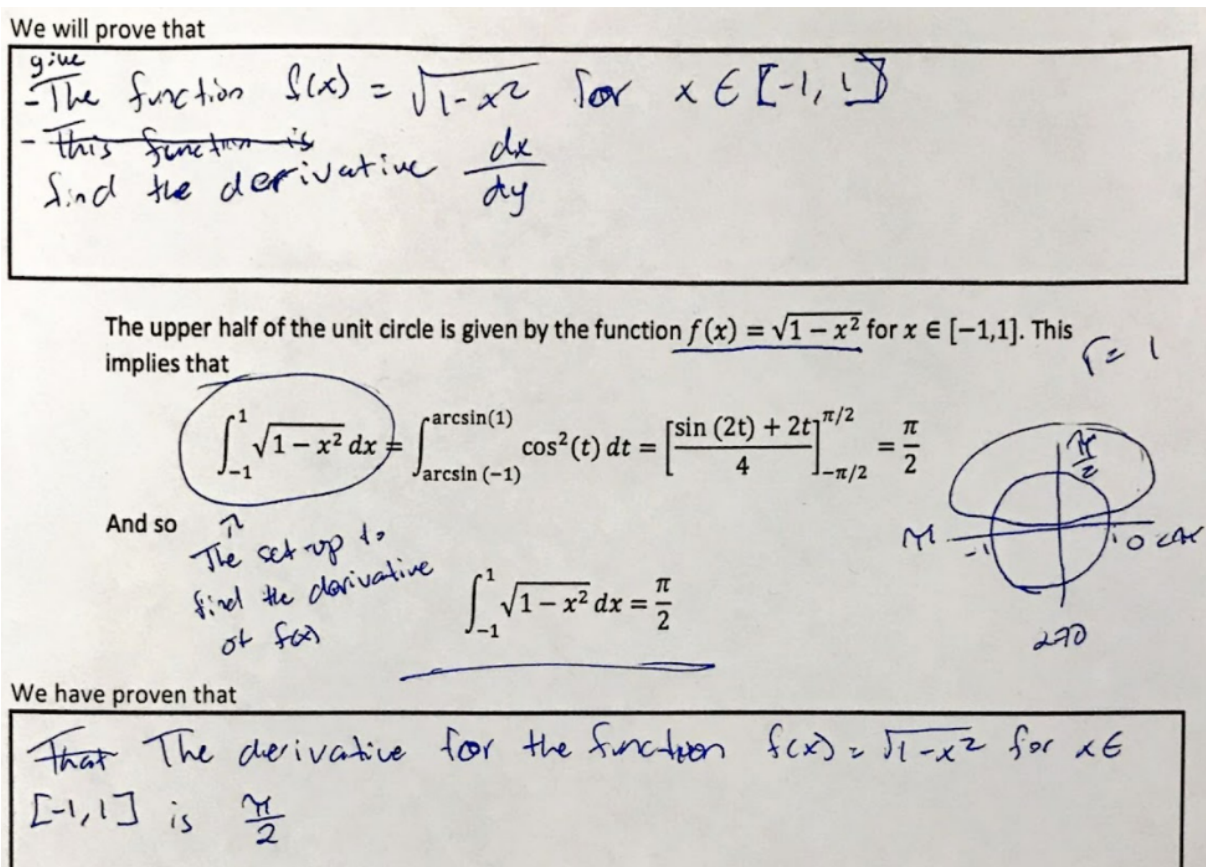 We will prove that
give
- The function f(x) = √1-x² for x ∈ [-1, 1]
- This function is
find the derivative dx/dy
The upper half of the unit circle is given by the function f(x) = √1 − x² for x ∈ [−1,1]. This
implies that
r = 1
∫₋₁¹ √1 − x² dx = ∫ₐᵣcsin(−1)^arcsin(1) cos²(t) dt = [sin (2t) + 2t / 4]₋π/2^π/2 = π/2
π/2
π -1 1 0
270
And so
The set up to
find the derivative
of f(x)
∫₋₁¹ √1 − x² dx = π/2
We have proven that
That The derivative for the function f(x) = √1-x² for x ∈
[-1, 1] is π/2